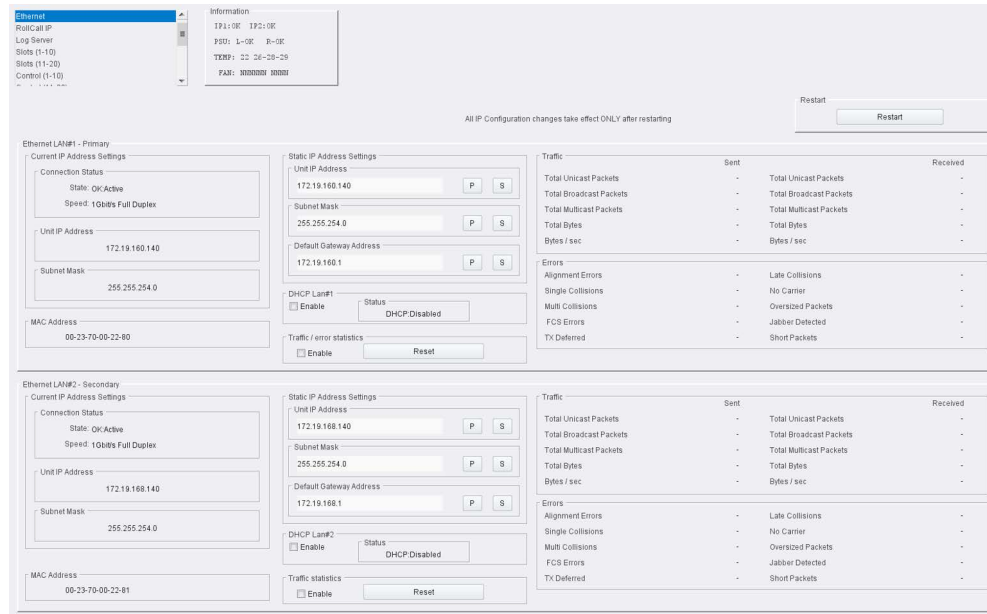 Ethernet
RollCall IP
Log Server
Slots (1-10)
Slots (11-20)
Control (1-10)
Information
IP1:OK IP2:OK
PSU: L-OK R-OK
TEMP: 22 26-28-29
FAN: NNNNNN NNNN
All IP Configuration changes take effect ONLY after restarting
Restart
Restart
Ethernet LAN#1 - Primary
Current IP Address Settings
Connection Status
State: OK:Active
Speed: 1Gbit/s Full Duplex
Unit IP Address
172.19.160.140
Subnet Mask
255.255.254.0
MAC Address
00-23-70-00-22-80
Static IP Address Settings
Unit IP Address
172.19.160.140 P S
Subnet Mask
255.255.254.0 P S
Default Gateway Address
172.19.160.1 P S
DHCP Lan#1
Enable
Status
DHCP:Disabled
Traffic / error statistics
Enable Reset
Traffic
Sent Received
Total Unicast Packets - Total Unicast Packets -
Total Broadcast Packets - Total Broadcast Packets -
Total Multicast Packets - Total Multicast Packets -
Total Bytes - Total Bytes -
Bytes / sec - Bytes / sec -
Errors
Alignment Errors - Late Collisions -
Single Collisions - No Carrier -
Multi Collisions - Oversized Packets -
FCS Errors - Jabber Detected -
TX Deferred - Short Packets -
Ethernet LAN#2 - Secondary
Current IP Address Settings
Connection Status
State: OK:Active
Speed: 1Gbit/s Full Duplex
Unit IP Address
172.19.168.140
Subnet Mask
255.255.254.0
MAC Address
00-23-70-00-22-81
Static IP Address Settings
Unit IP Address
172.19.168.140 P S
Subnet Mask
255.255.254.0 P S
Default Gateway Address
172.19.168.1 P S
DHCP Lan#2
Enable
Status
DHCP:Disabled
Traffic statistics
Enable Reset
Traffic
Sent Received
Total Unicast Packets - Total Unicast Packets -
Total Broadcast Packets - Total Broadcast Packets -
Total Multicast Packets - Total Multicast Packets -
Total Bytes - Total Bytes -
Bytes / sec - Bytes / sec -
Errors
Alignment Errors - Late Collisions -
Single Collisions - No Carrier -
Multi Collisions - Oversized Packets -
FCS Errors - Jabber Detected -
TX Deferred - Short Packets -